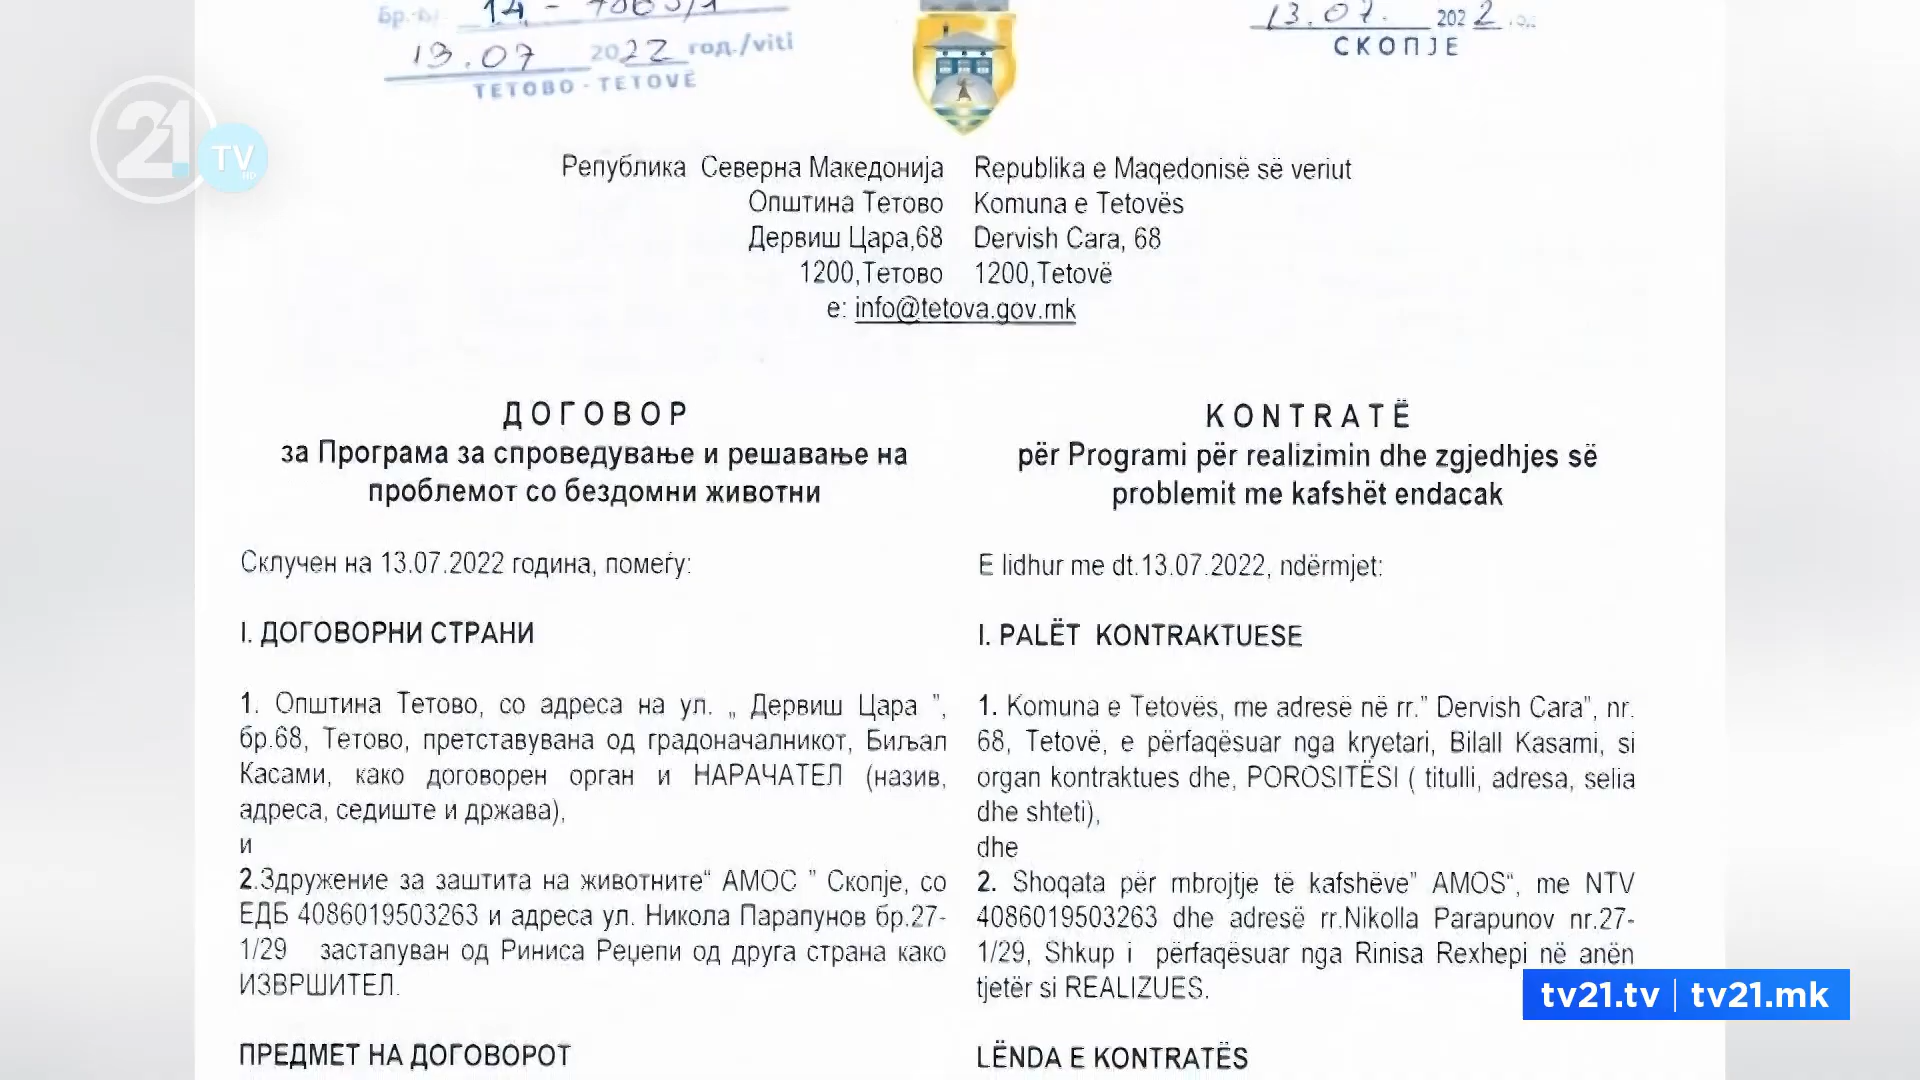 Бр.-Nr. 14 -
13.07 2022 год./viti
ТЕТОВО - TETOVË
13.07. 2022 год.
СКОПЈЕ
21 TV HD
Република Северна Македонија
Општина Тетово
Дервиш Цара,68
1200,Тетово
Republika e Maqedonisë së veriut
Komuna e Tetovës
Dervish Cara, 68
1200,Tetovë
e: info@tetova.gov.mk
ДОГОВОР
за Програма за спроведување и решавање на
проблемот со бездомни животни
Склучен на 13.07.2022 година, помеѓу:
I. ДОГОВОРНИ СТРАНИ
1. Општина Тетово, со адреса на ул. „ Дервиш Цара ”,
бр.68, Тетово, претставувана од градоначалникот, Биљал
Касами, како договорен орган и НАРАЧАТЕЛ (назив,
адреса, седиште и држава),
и
2.Здружение за заштита на животните“ АМОС ” Скопје, со
ЕДБ 4086019503263 и адреса ул. Никола Парапунов бр.27-
1/29 застапуван од Риниса Реџепи од друга страна како
ИЗВРШИТЕЛ.
ПРЕДМЕТ НА ДОГОВОРОТ
KONTRATË
për Programi për realizimin dhe zgjedhjes së
problemit me kafshët endacak
E lidhur me dt.13.07.2022, ndërmjet:
I. PALËT KONTRAKTUESE
1. Komuna e Tetovës, me adresë në rr.” Dervish Cara”, nr.
68, Tetovë, e përfaqësuar nga kryetari, Bilall Kasami, si
organ kontraktues dhe, POROSITËSI ( titulli, adresa, selia
dhe shteti),
dhe
2. Shoqata për mbrojtje të kafshëve” AMOS“, me NTV
4086019503263 dhe adresë rr.Nikolla Parapunov nr.27-
1/29, Shkup i përfaqësuar nga Rinisa Rexhepi në anën
tjetër si REALIZUES.
LËNDA E KONTRATËS
tv21.tv | tv21.mk